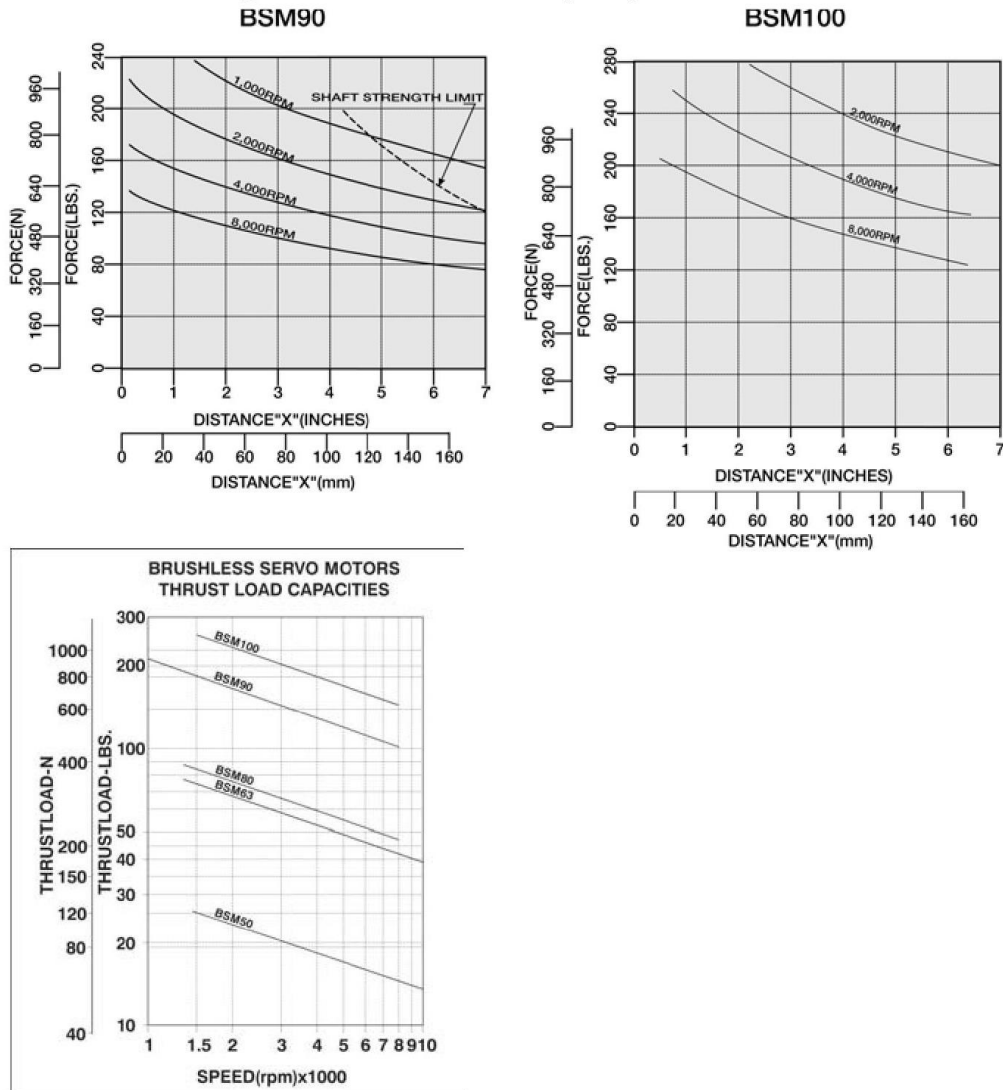 BSM90
FORCE(N)
960
800
640
480
320
160
0
FORCE(LBS.)
240
200
160
120
80
40
0
1,000RPM
SHAFT STRENGTH LIMIT
2,000RPM
4,000RPM
8,000RPM
0 1 2 3 4 5 6 7
DISTANCE"X"(INCHES)
0 20 40 60 80 100 120 140 160
DISTANCE"X"(mm)
BSM100
FORCE(N)
960
800
640
480
320
160
0
FORCE(LBS.)
280
240
200
160
120
80
40
0
2,000RPM
4,000RPM
8,000RPM
0 1 2 3 4 5 6 7
DISTANCE"X"(INCHES)
0 20 40 60 80 100 120 140 160
DISTANCE"X"(mm)
BRUSHLESS SERVO MOTORS
THRUST LOAD CAPACITIES
THRUSTLOAD-N
1000
800
600
400
200
150
120
80
40
THRUSTLOAD-LBS.
300
200
100
50
40
30
20
10
BSM100
BSM90
BSM80
BSM63
BSM50
1 1.5 2 3 4 5 6 7 8 9 10
SPEED(rpm)x1000